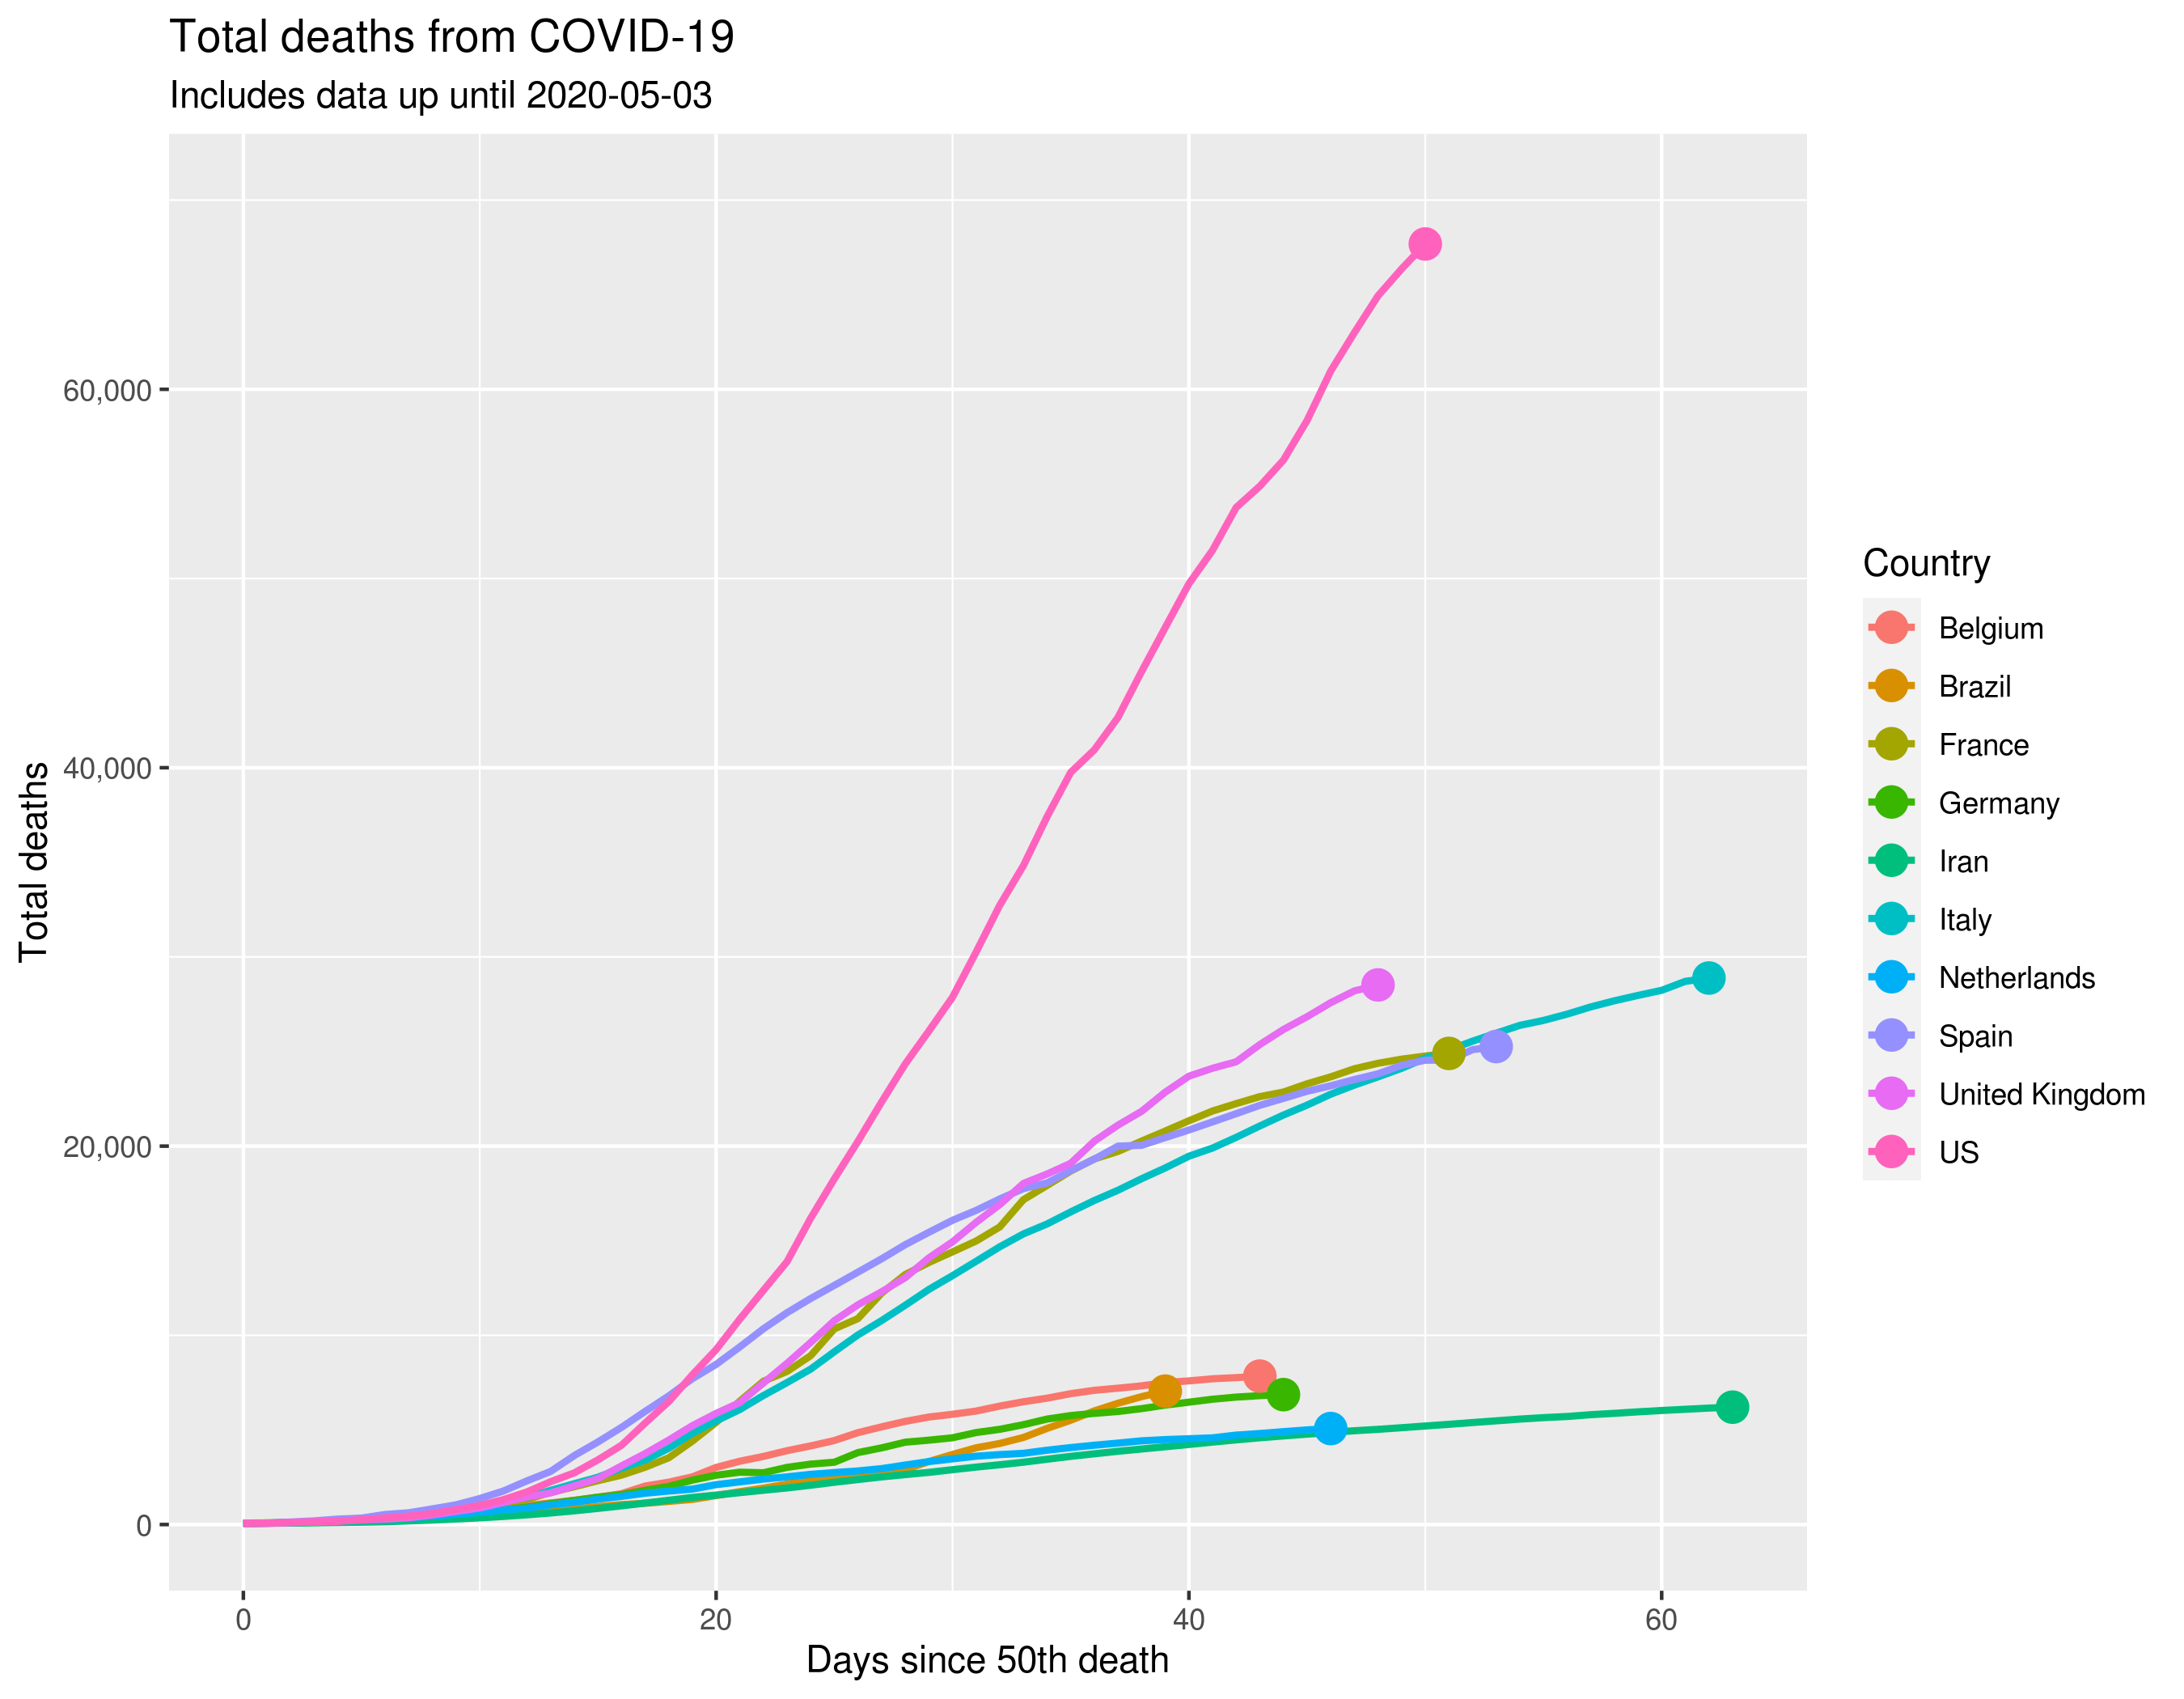 Total deaths from COVID-19
Includes data up until 2020-05-03
Total deaths
60,000
40,000
20,000
0
0
20
40
60
Days since 50th death
Country
Belgium
Brazil
France
Germany
Iran
Italy
Netherlands
Spain
United Kingdom
US